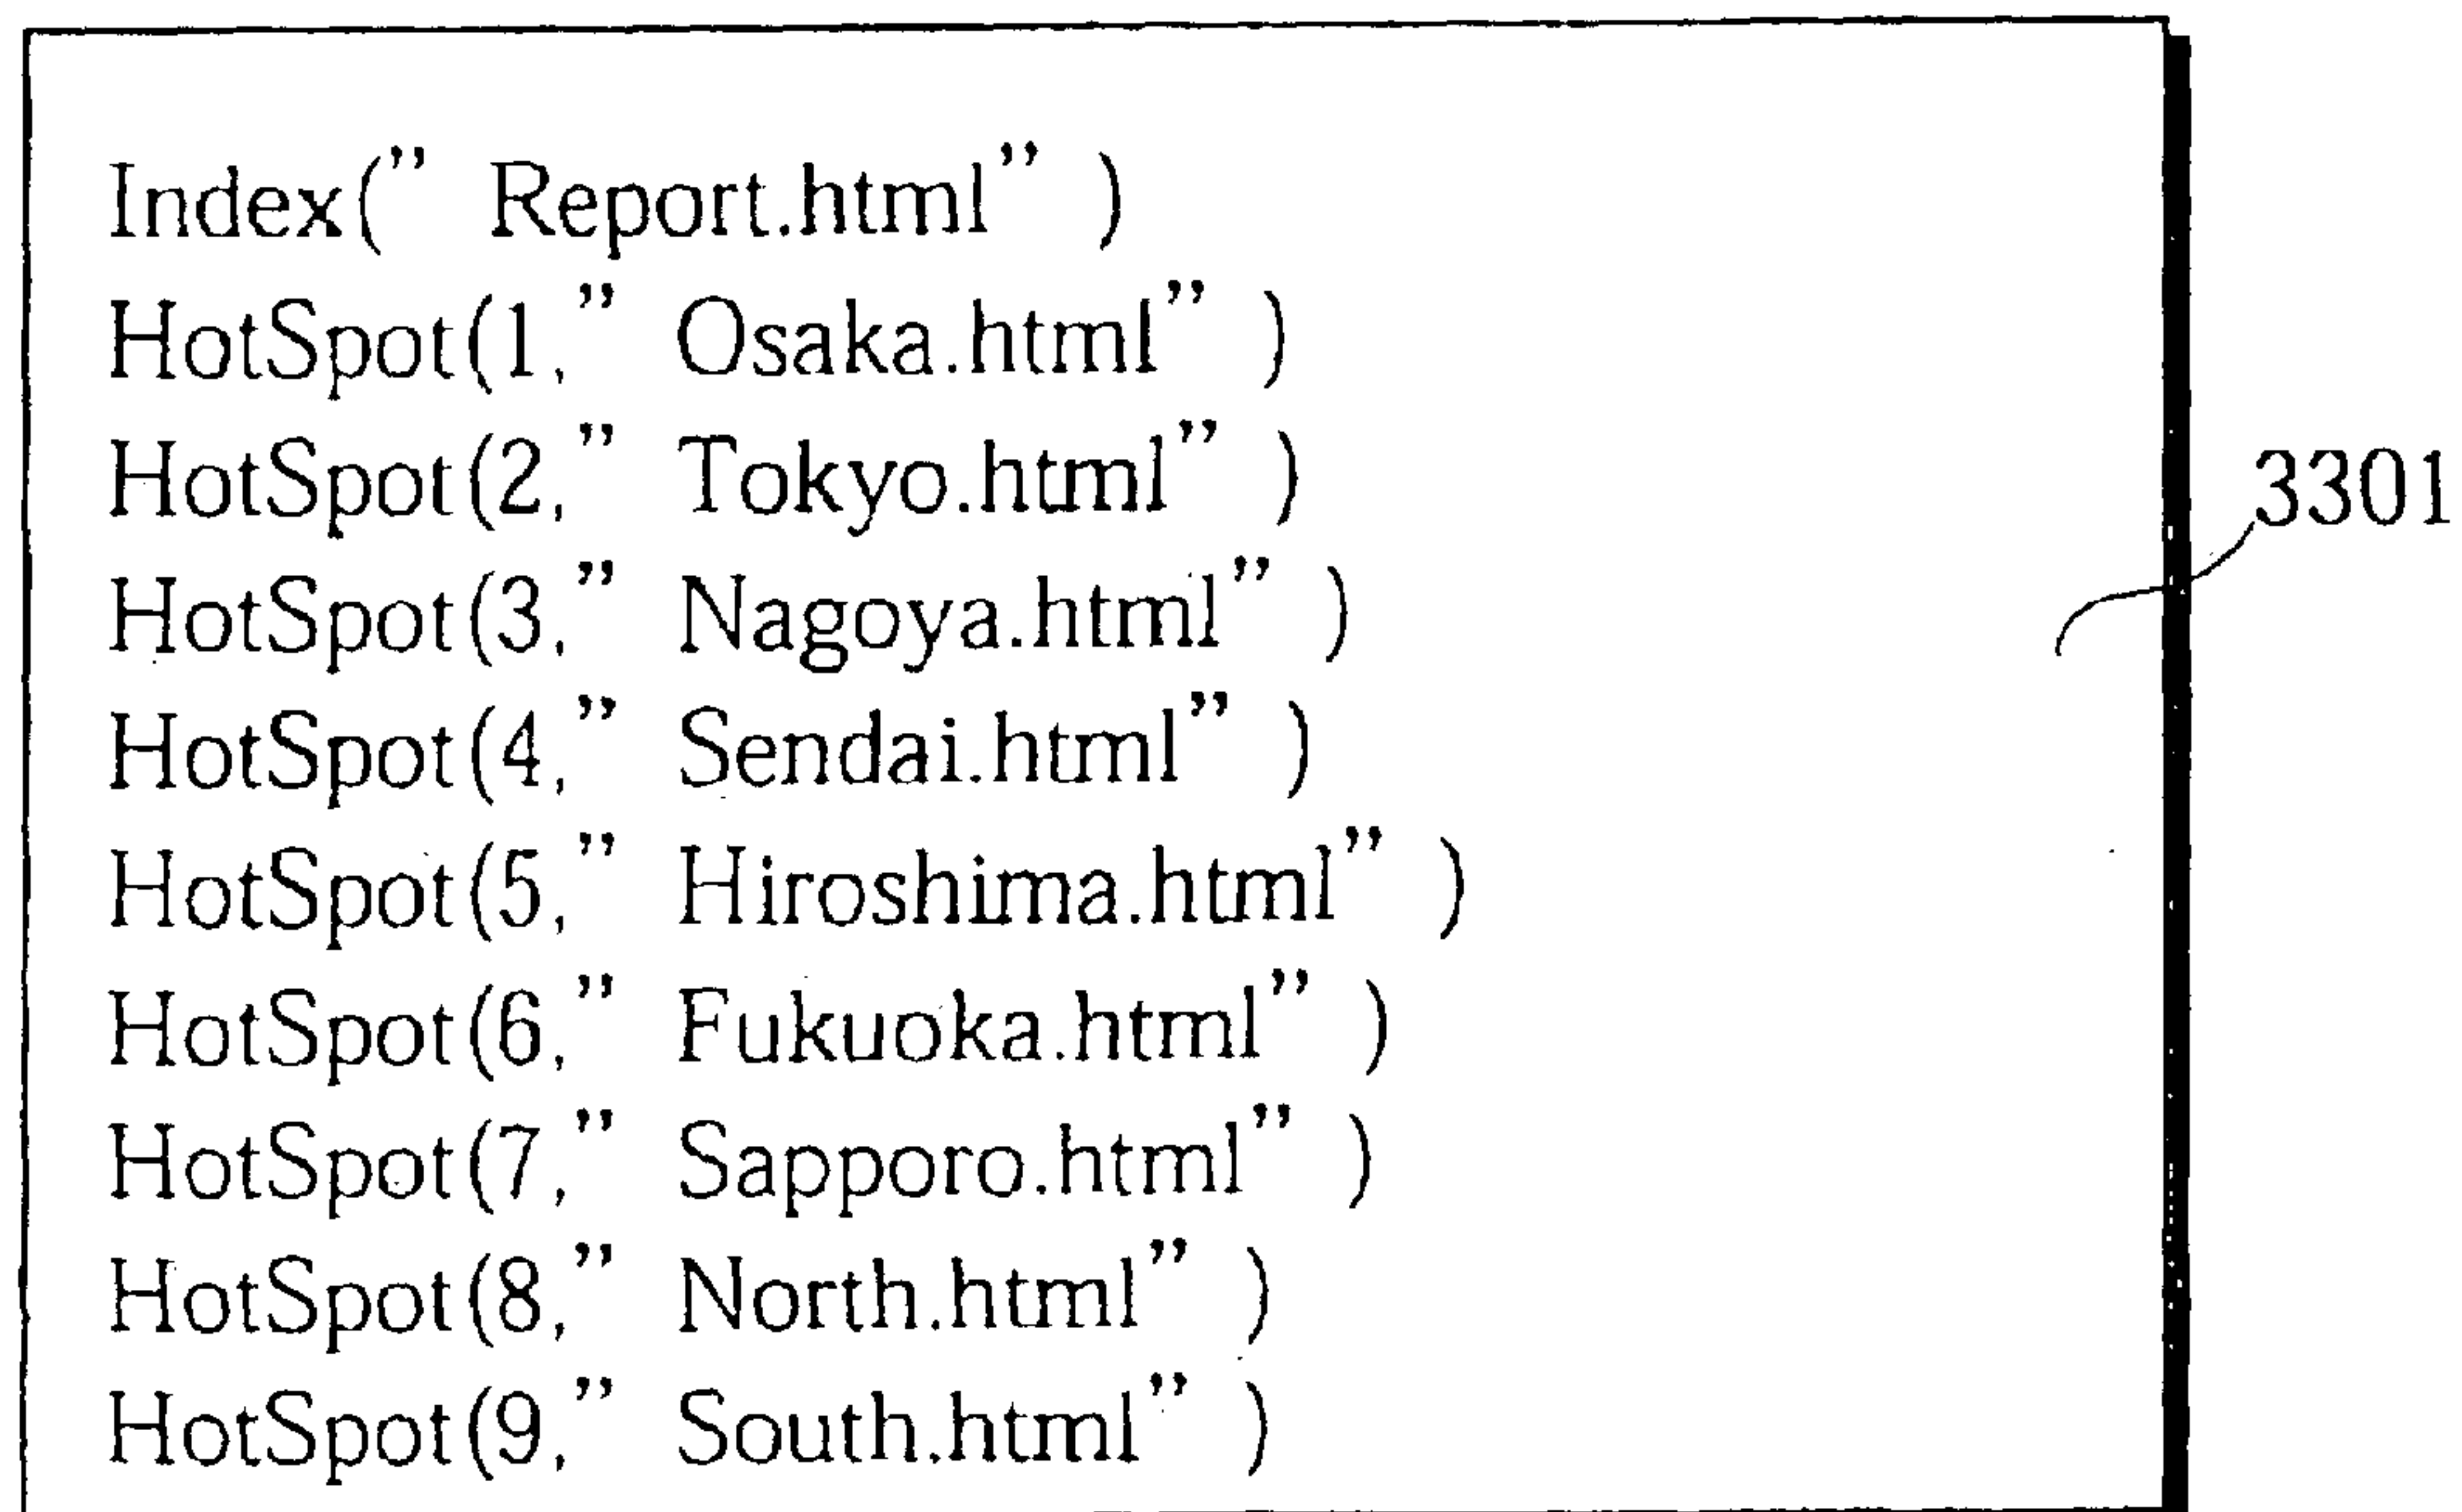 Index(” Report.html” )
HotSpot(1,” Osaka.html” )
HotSpot(2,” Tokyo.html” )
HotSpot(3,” Nagoya.html” )
HotSpot(4,” Sendai.html” )
HotSpot(5,” Hiroshima.html” )
HotSpot(6,” Fukuoka.html” )
HotSpot(7,” Sapporo.html” )
HotSpot(8,” North.html” )
HotSpot(9,” South.html” )
3301